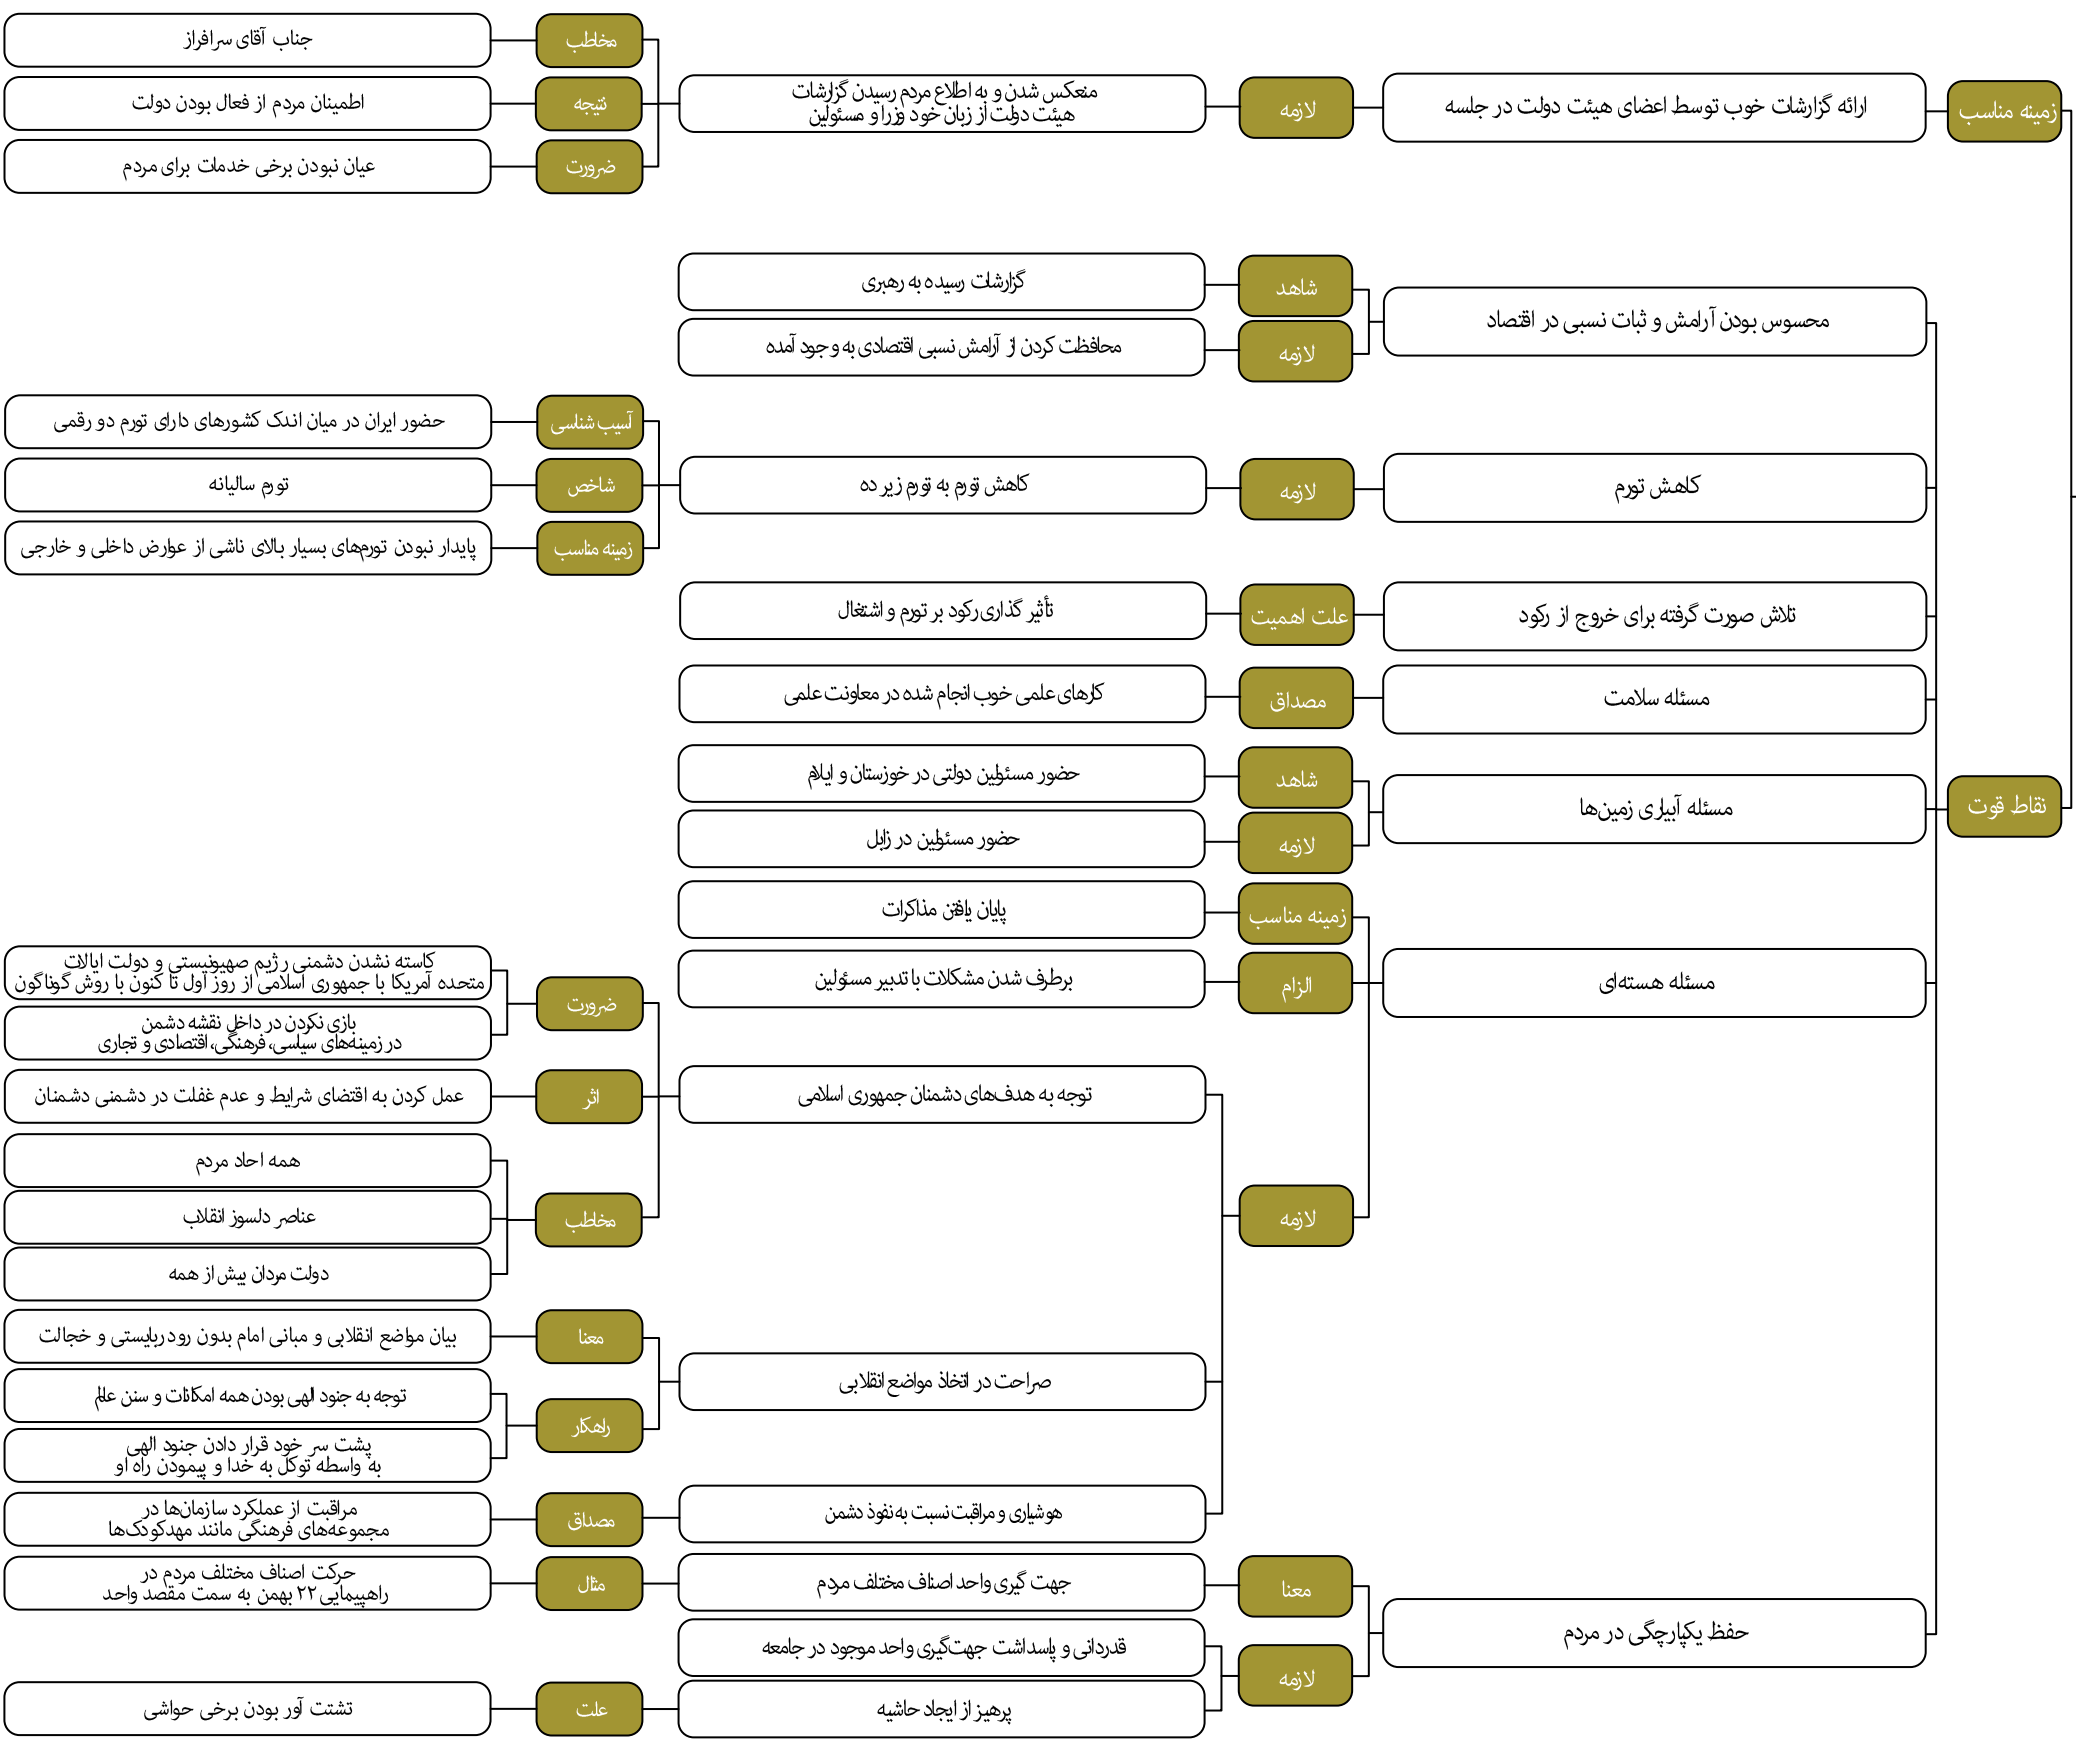 زمینه مناسب
ارائه گزارشات خوب توسط اعضای هیئت دولت در جلسه
لازمه
منعکس شدن و به اطلاع مردم رسیدن گزارشات
هیئت دولت از زبان خود وزرا و مسئولین
مخاطب
جناب آقای سرافراز
نتیجه
اطمینان مردم از فعال بودن دولت
ضرورت
عیان نبودن برخی خدمات برای مردم
نقاط قوت
محسوس بودن آرامش و ثبات نسبی در اقتصاد
شاهد
گزارشات رسیده به رهبری
لازمه
محافظت کردن از آرامش نسبی اقتصادی به وجود آمده
کاهش تورم
لازمه
کاهش تورم به تورم زیر ده
آسیب شناسی
حضور ایران در میان اندک کشورهای دارای تورم دو رقمی
شاخص
تورم سالیانه
زمینه مناسب
پایدار نبودن تورم‌های بسیار بالای ناشی از عوارض داخلی و خارجی
تلاش صورت گرفته برای خروج از رکود
علت اهمیت
تأثیر گذاری رکود بر تورم و اشتغال
مسئله سلامت
مصداق
کارهای علمی خوب انجام شده در معاونت علمی
مسئله آبیاری زمین‌ها
شاهد
حضور مسئولین دولتی در خوزستان و ایلام
لازمه
حضور مسئولین در زابل
مسئله هسته‌ای
زمینه مناسب
پایان یافتن مذاکرات
الزام
برطرف شدن مشکلات با تدبیر مسئولین
لازمه
توجه به هدف‌های دشمنان جمهوری اسلامی
ضرورت
کاسته نشدن دشمنی رژیم صهیونیستی و دولت ایالات
متحده آمریکا با جمهوری اسلامی از روز اول تا کنون با روش گوناگون
بازی نکردن در داخل نقشه دشمن
در زمینه‌های سیاسی، فرهنگی، اقتصادی و تجاری
اثر
عمل کردن به اقتضای شرایط و عدم غفلت در دشمنی دشمنان
مخاطب
همه احاد مردم
عناصر دلسوز انقلاب
دولت مردان بیش از همه
صراحت در اتخاذ مواضع انقلابی
معنا
بیان مواضع انقلابی و مبانی امام بدون رودربایستی و خجالت
راهکار
توجه به جنود الهی بودن همه امکانات و سنن عالم
پشت سر خود قرار دادن جنود الهی
به واسطه توکل به خدا و پیمودن راه او
هوشیاری و مراقبت نسبت به نفوذ دشمن
مصداق
مراقبت از عملکرد سازمان‌ها در
مجموعه‌های فرهنگی مانند مهدکودک‌ها
حفظ یکپارچگی در مردم
معنا
جهت گیری واحد اصناف مختلف مردم
مثال
حرکت اصناف مختلف مردم در
راهپیمایی ۲۲ بهمن به سمت مقصد واحد
لازمه
قدردانی و پاسداشت جهت‌گیری واحد موجود در جامعه
پرهیز از ایجاد حاشیه
علت
تشتت آور بودن برخی حواشی